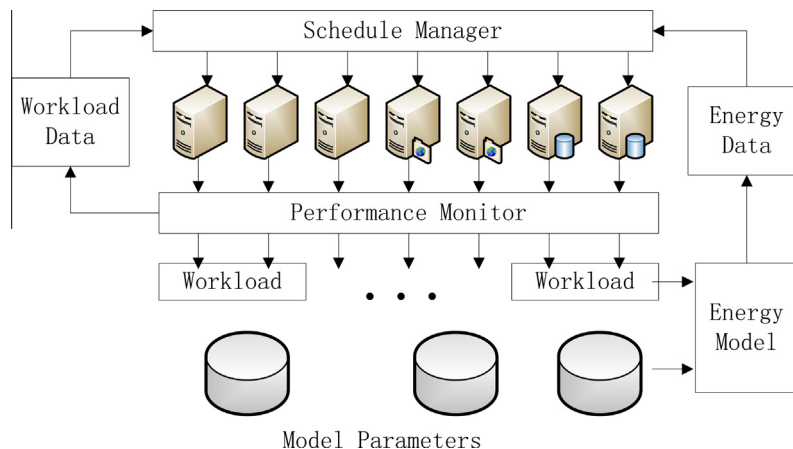 Schedule Manager
Workload
Data
Energy
Data
Performance Monitor
Workload
Workload
Energy
Model
Model Parameters